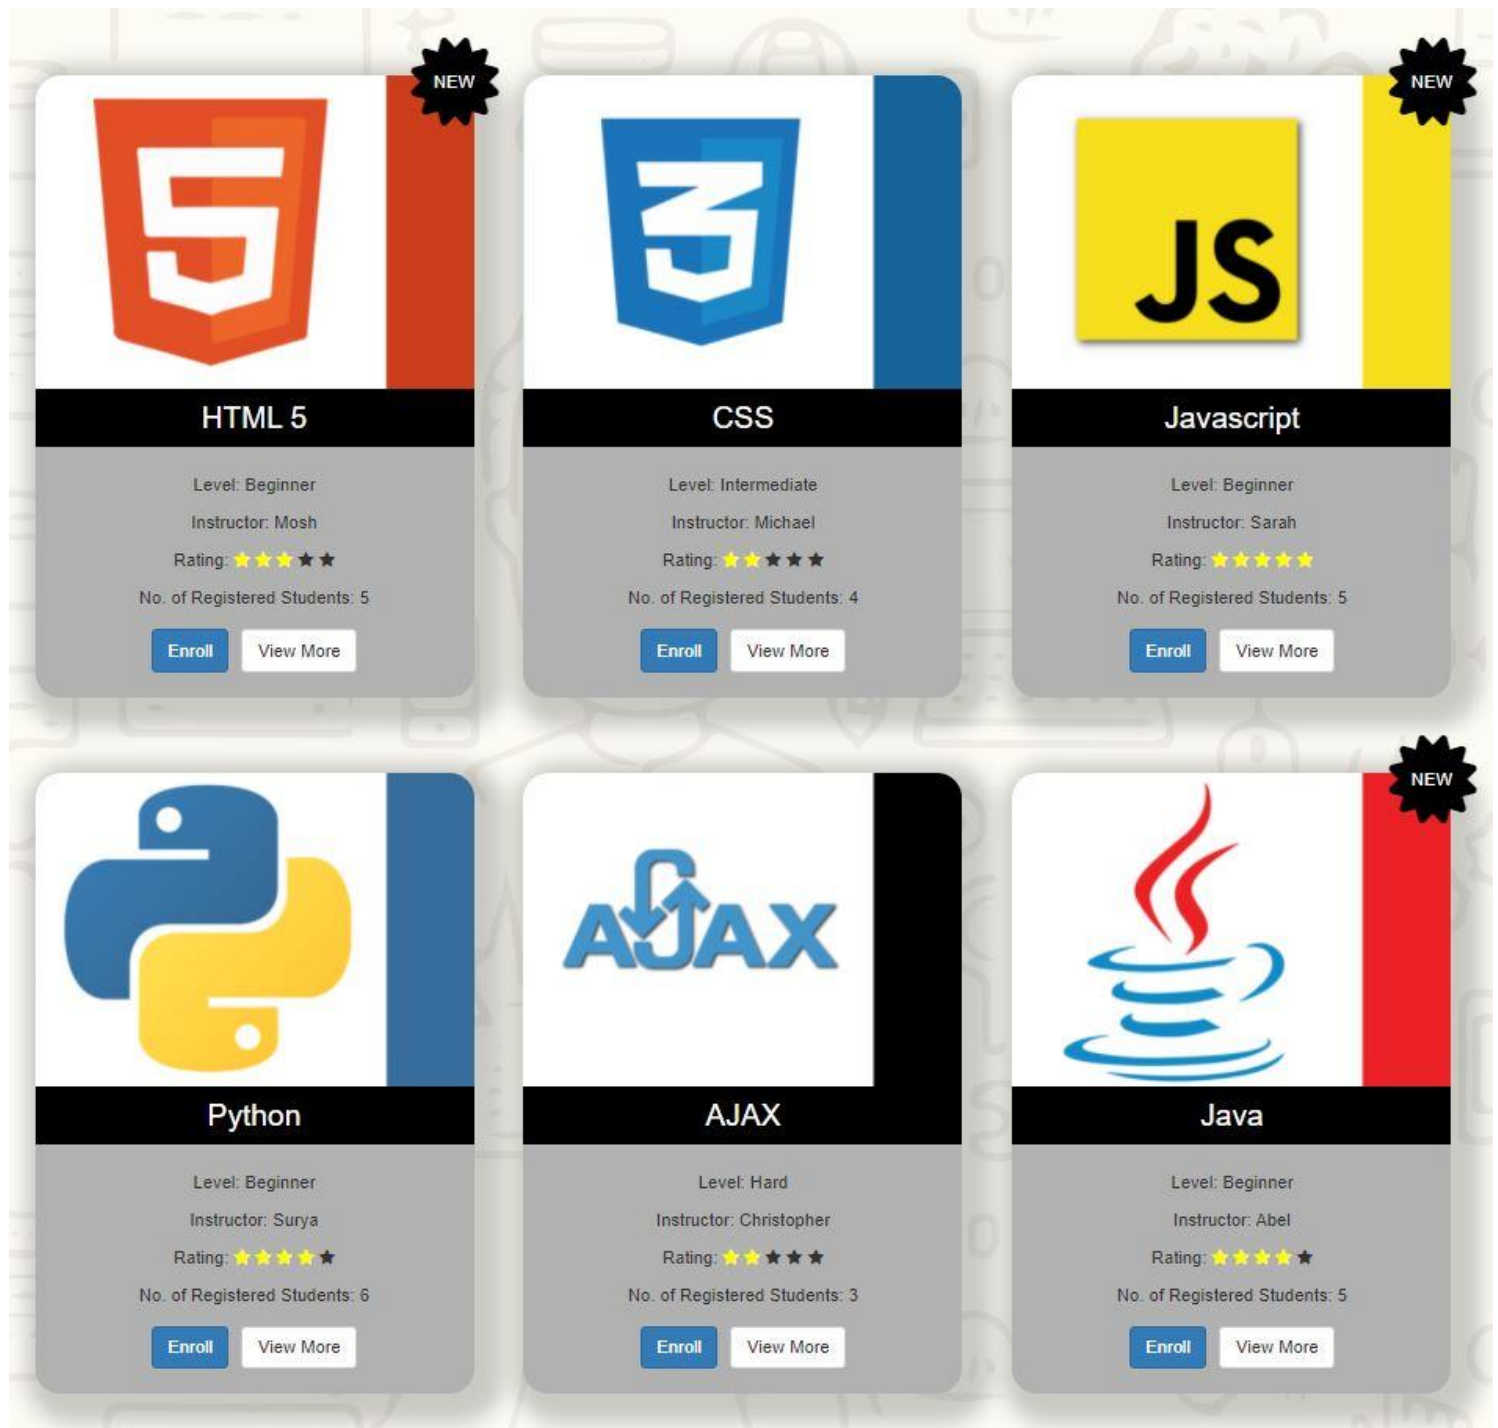 NEW
NEW
JS
HTML 5
CSS
Javascript
Level: Beginner
Instructor: Mosh
Rating:
No. of Registered Students: 5
Enroll View More
Level: Intermediate
Instructor: Michael
Rating:
No. of Registered Students: 4
Enroll View More
Level: Beginner
Instructor: Sarah
Rating:
No. of Registered Students: 5
Enroll View More
NEW
AJAX
Python
AJAX
Java
Level: Beginner
Instructor: Surya
Rating:
No. of Registered Students: 6
Enroll View More
Level: Hard
Instructor: Christopher
Rating:
No. of Registered Students: 3
Enroll View More
Level: Beginner
Instructor: Abel
Rating:
No. of Registered Students: 5
Enroll View More